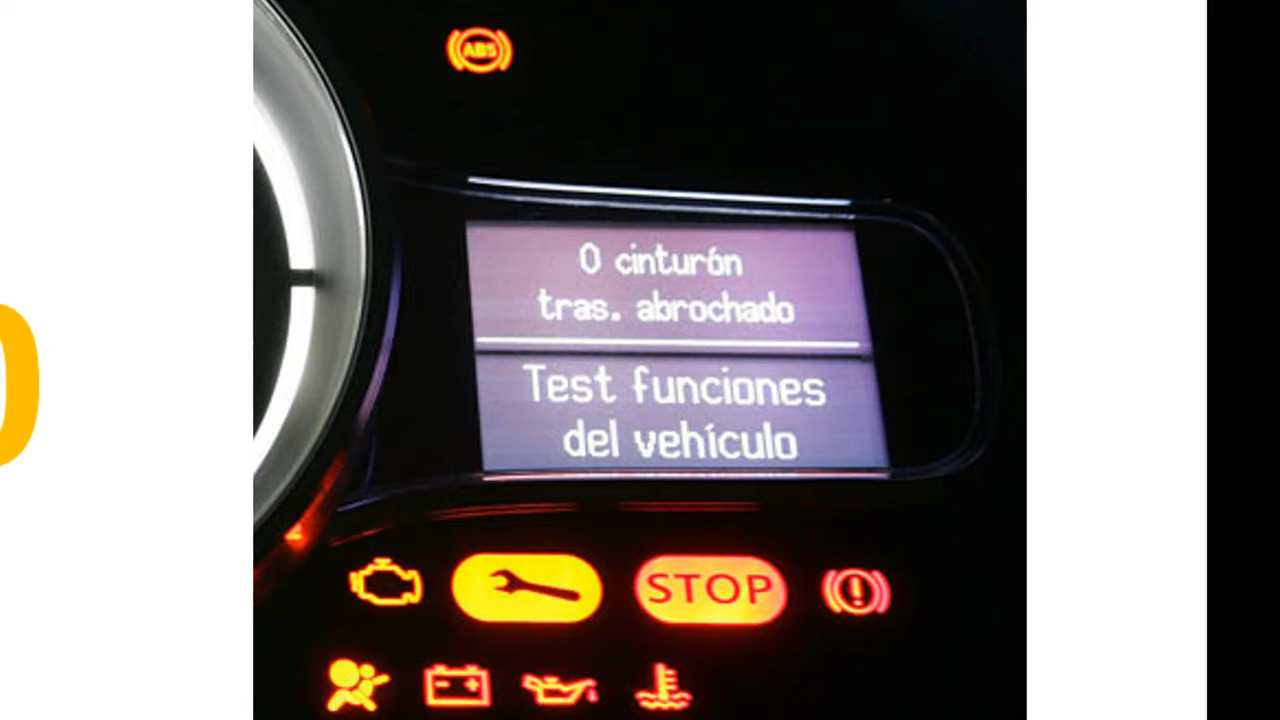 ABS
0 cinturón
tras. abrochado
Test funciones
del vehículo
STOP